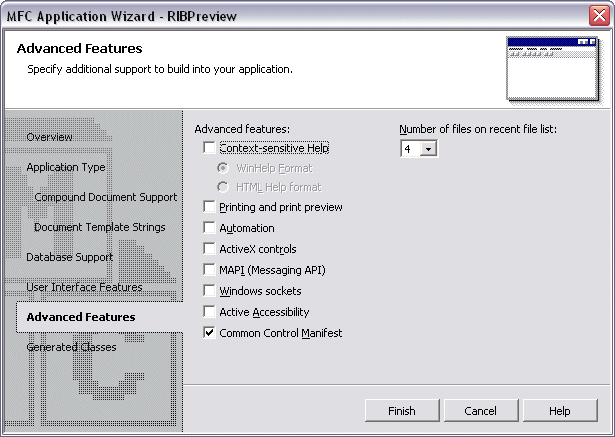 MFC Application Wizard - RIBPreview
Advanced Features
Specify additional support to build into your application.
Overview
Application Type
Compound Document Support
Document Template Strings
Database Support
User Interface Features
Advanced Features
Generated Classes
Advanced features:
Context-sensitive Help
WinHelp Format
HTML Help format
Printing and print preview
Automation
ActiveX controls
MAPI (Messaging API)
Windows sockets
Active Accessibility
Common Control Manifest
Number of files on recent file list:
4
Finish
Cancel
Help